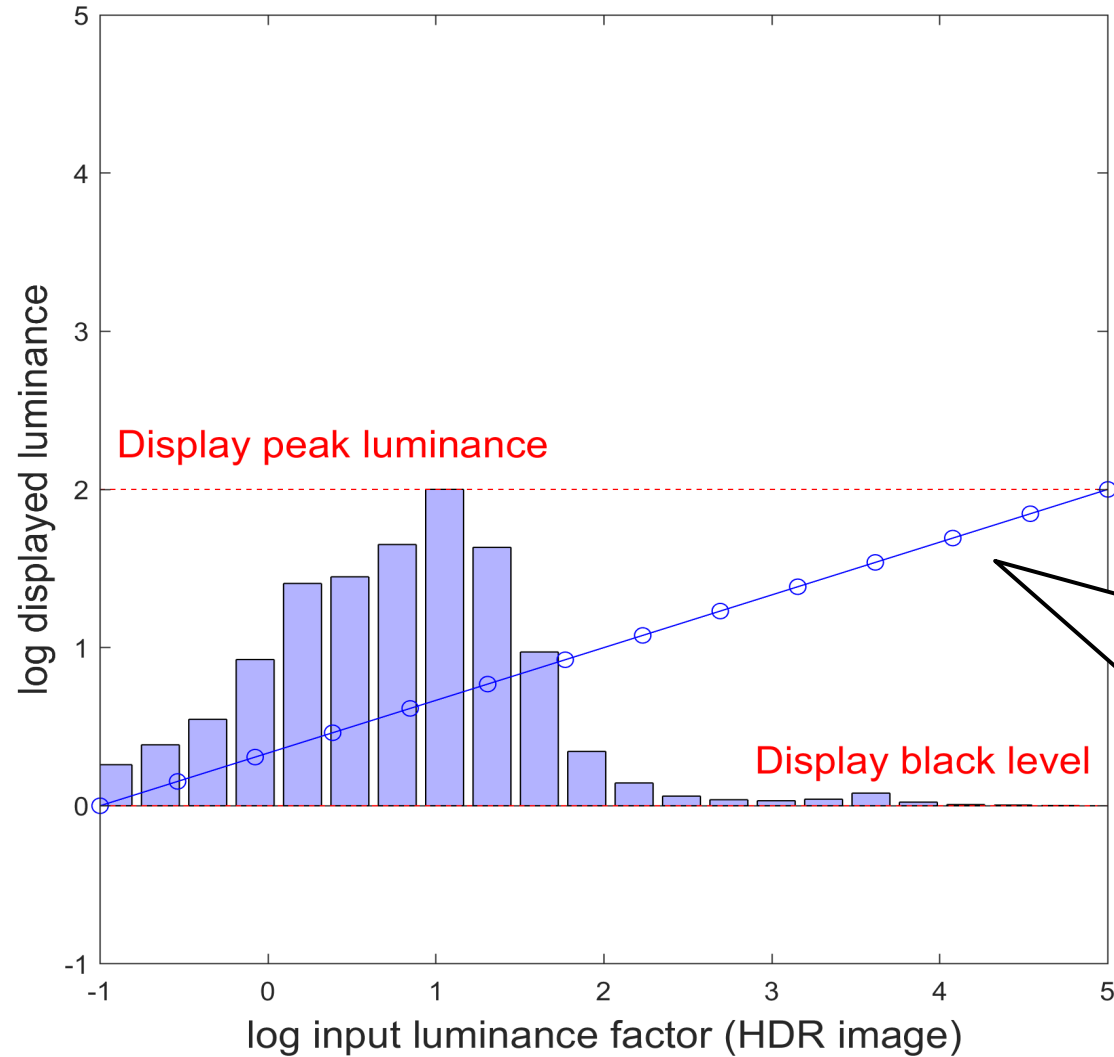 5
4
3
2
1
0
-1
log displayed luminance
Display peak luminance
Display black level
-1 0 1 2 3 4 5
log input luminance factor (HDR image)